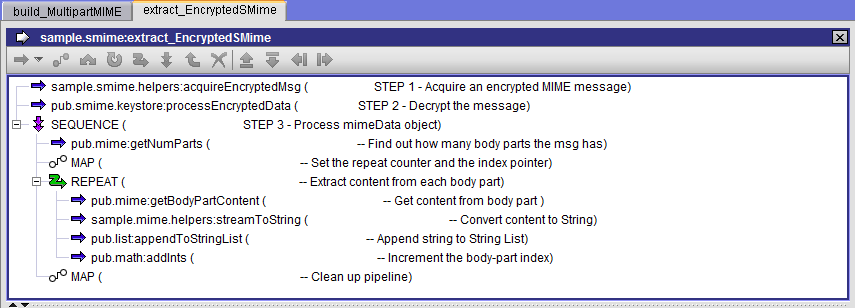 build_MultipartMIME
extract_EncryptedSMime
sample.smime:extract_EncryptedSMime
sample.smime.helpers:acquireEncryptedMsg ( STEP 1 - Acquire an encrypted MIME message)
pub.smime.keystore:processEncryptedData ( STEP 2 - Decrypt the message)
SEQUENCE ( STEP 3 - Process mimeData object)
pub.mime:getNumParts ( -- Find out how many body parts the msg has)
MAP ( -- Set the repeat counter and the index pointer)
REPEAT ( -- Extract content from each body part)
pub.mime:getBodyPartContent ( -- Get content from body part )
sample.mime.helpers:streamToString ( -- Convert content to String)
pub.list:appendToStringList ( -- Append string to String List)
pub.math:addInts ( -- Increment the body-part index)
MAP ( -- Clean up pipeline)